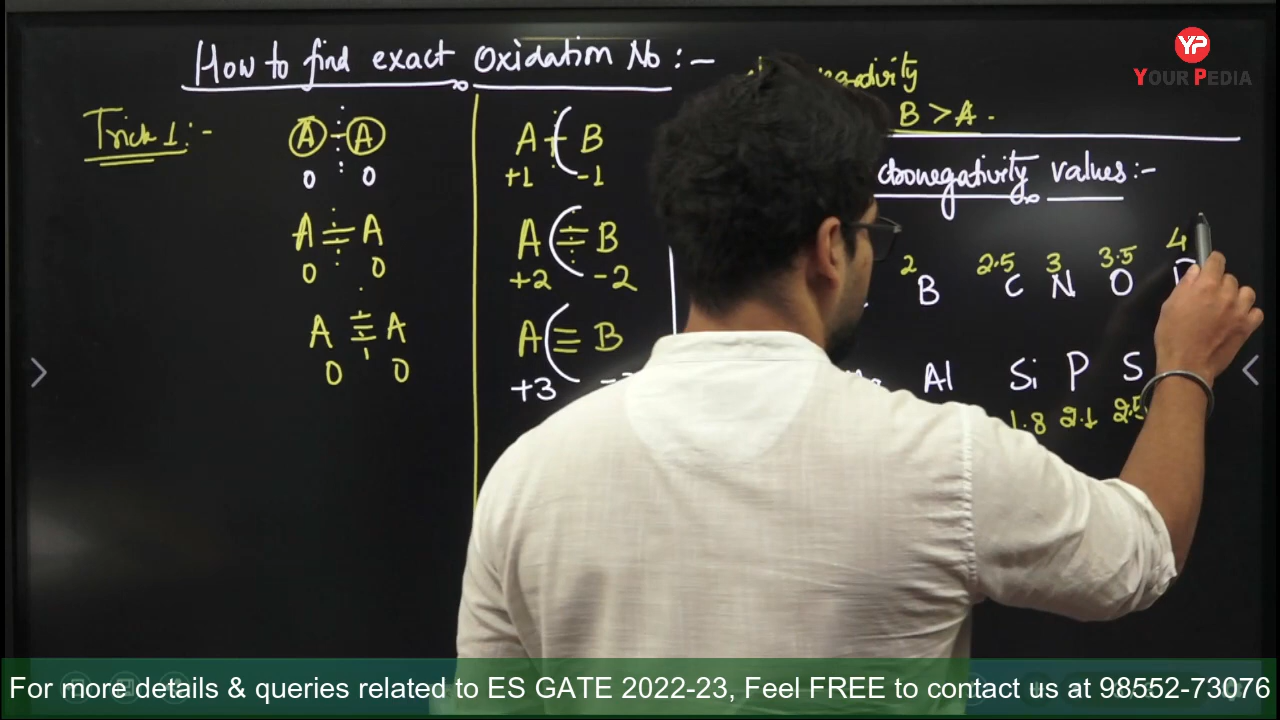 How to find exact Oxidation No :-
YP
YOUR PEDIA
B > A.
Trick 1 :-
A - A
0 0
A = A
0 0
A ≡ A
0 0
A - B
+1 -1
A = B
+2 -2
A ≡ B
+3
values :-
2 2.5 3 3.5 4
B C N O
Al Si P S
1.8 2.1 2.5
For more details & queries related to ES GATE 2022-23, Feel FREE to contact us at 98552-73076